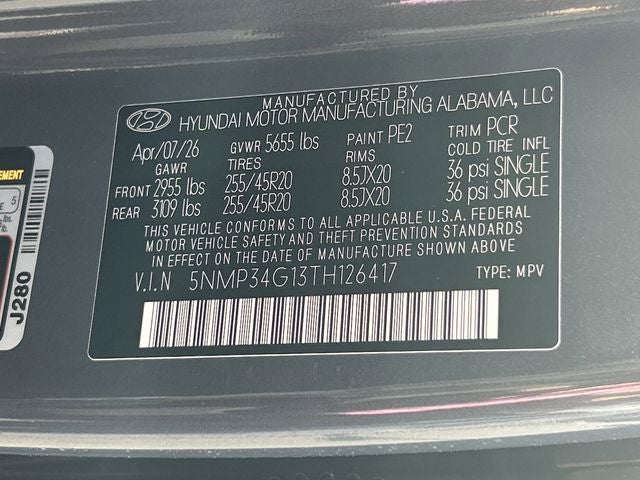 MANUFACTURED BY
HYUNDAI MOTOR MANUFACTURING ALABAMA, LLC
Apr/07/26 GVWR 5655 lbs PAINT PE2 TRIM PCR
GAWR TIRES RIMS COLD TIRE INFL
FRONT 2955 lbs 255/45R20 8.5JX20 36 psi SINGLE
REAR 3109 lbs 255/45R20 8.5JX20 36 psi SINGLE
THIS VEHICLE CONFORMS TO ALL APPLICABLE U.S.A. FEDERAL
MOTOR VEHICLE SAFETY AND THEFT PREVENTION STANDARDS
IN EFFECT ON THE DATE OF MANUFACTURE SHOWN ABOVE
V.I.N 5NMP34G13TH126417 TYPE: MPV
5
lbs.
J280